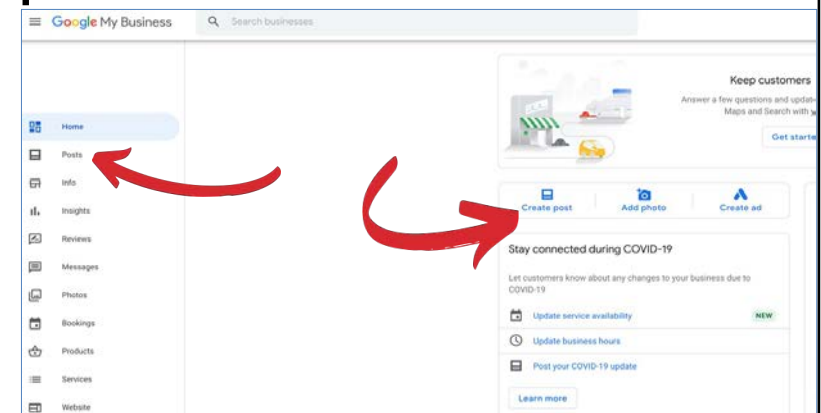 Google My Business
Search businesses
Home
Posts
Info
Insights
Reviews
Messages
Photos
Bookings
Products
Services
Website
Keep customers
Answer a few questions and updat
Maps and Search with
Get starte
Create post
Add photo
Create ad
Stay connected during COVID-19
Let customers know about any changes to your business due to
COVID-19
Update service availability
NEW
Update business hours
Post your COVID-19 update
Learn more